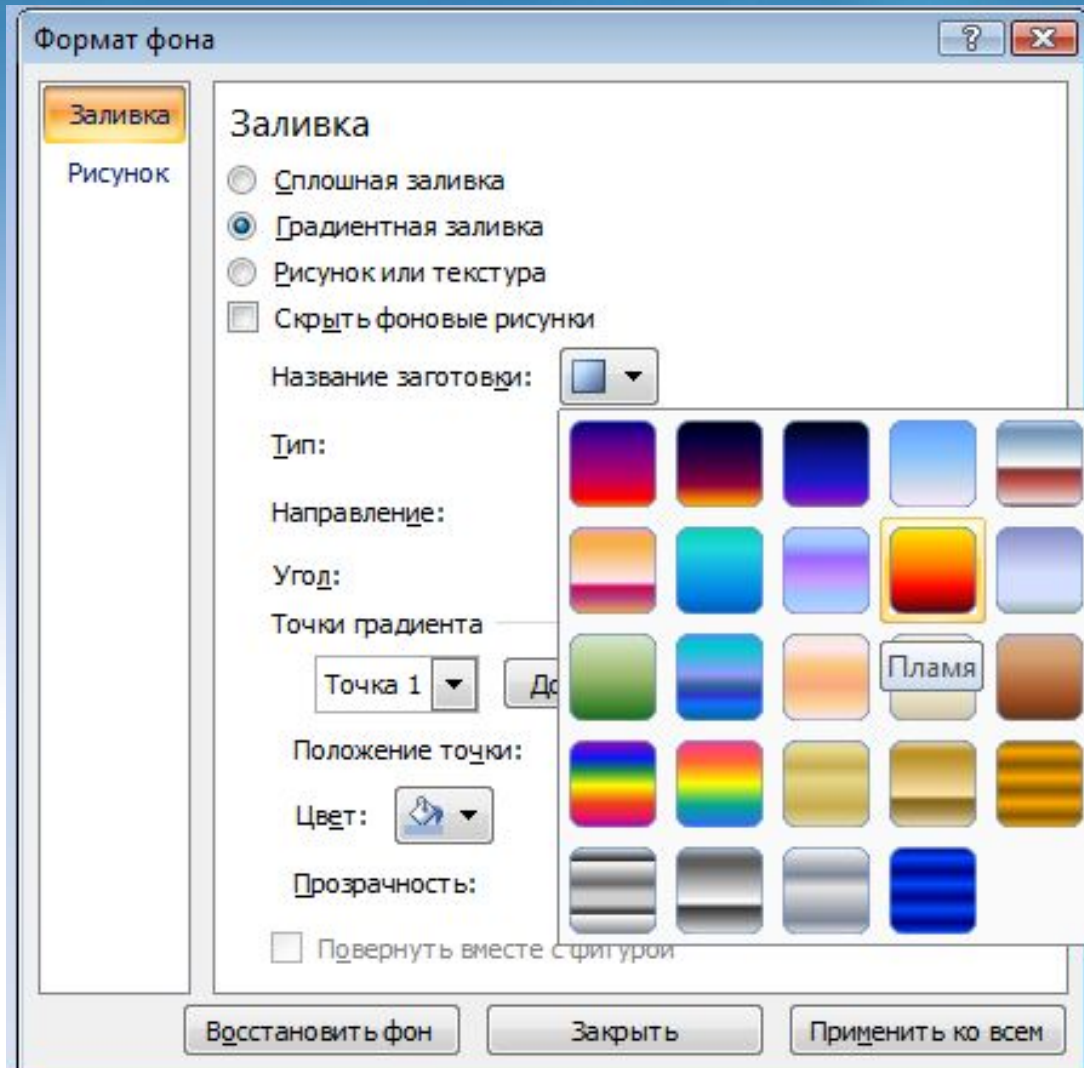 Формат фона
Заливка
Рисунок
Заливка
Сплошная заливка
Градиентная заливка
Рисунок или текстура
Скрыть фоновые рисунки
Название заготовки:
Тип:
Направление:
Угол:
Точки градиента
Пламя
Точка 1
До
Положение точки:
Цвет:
Прозрачность:
Повернуть вместе с фигурой
Восстановить фон
Закрыть
Применить ко всем